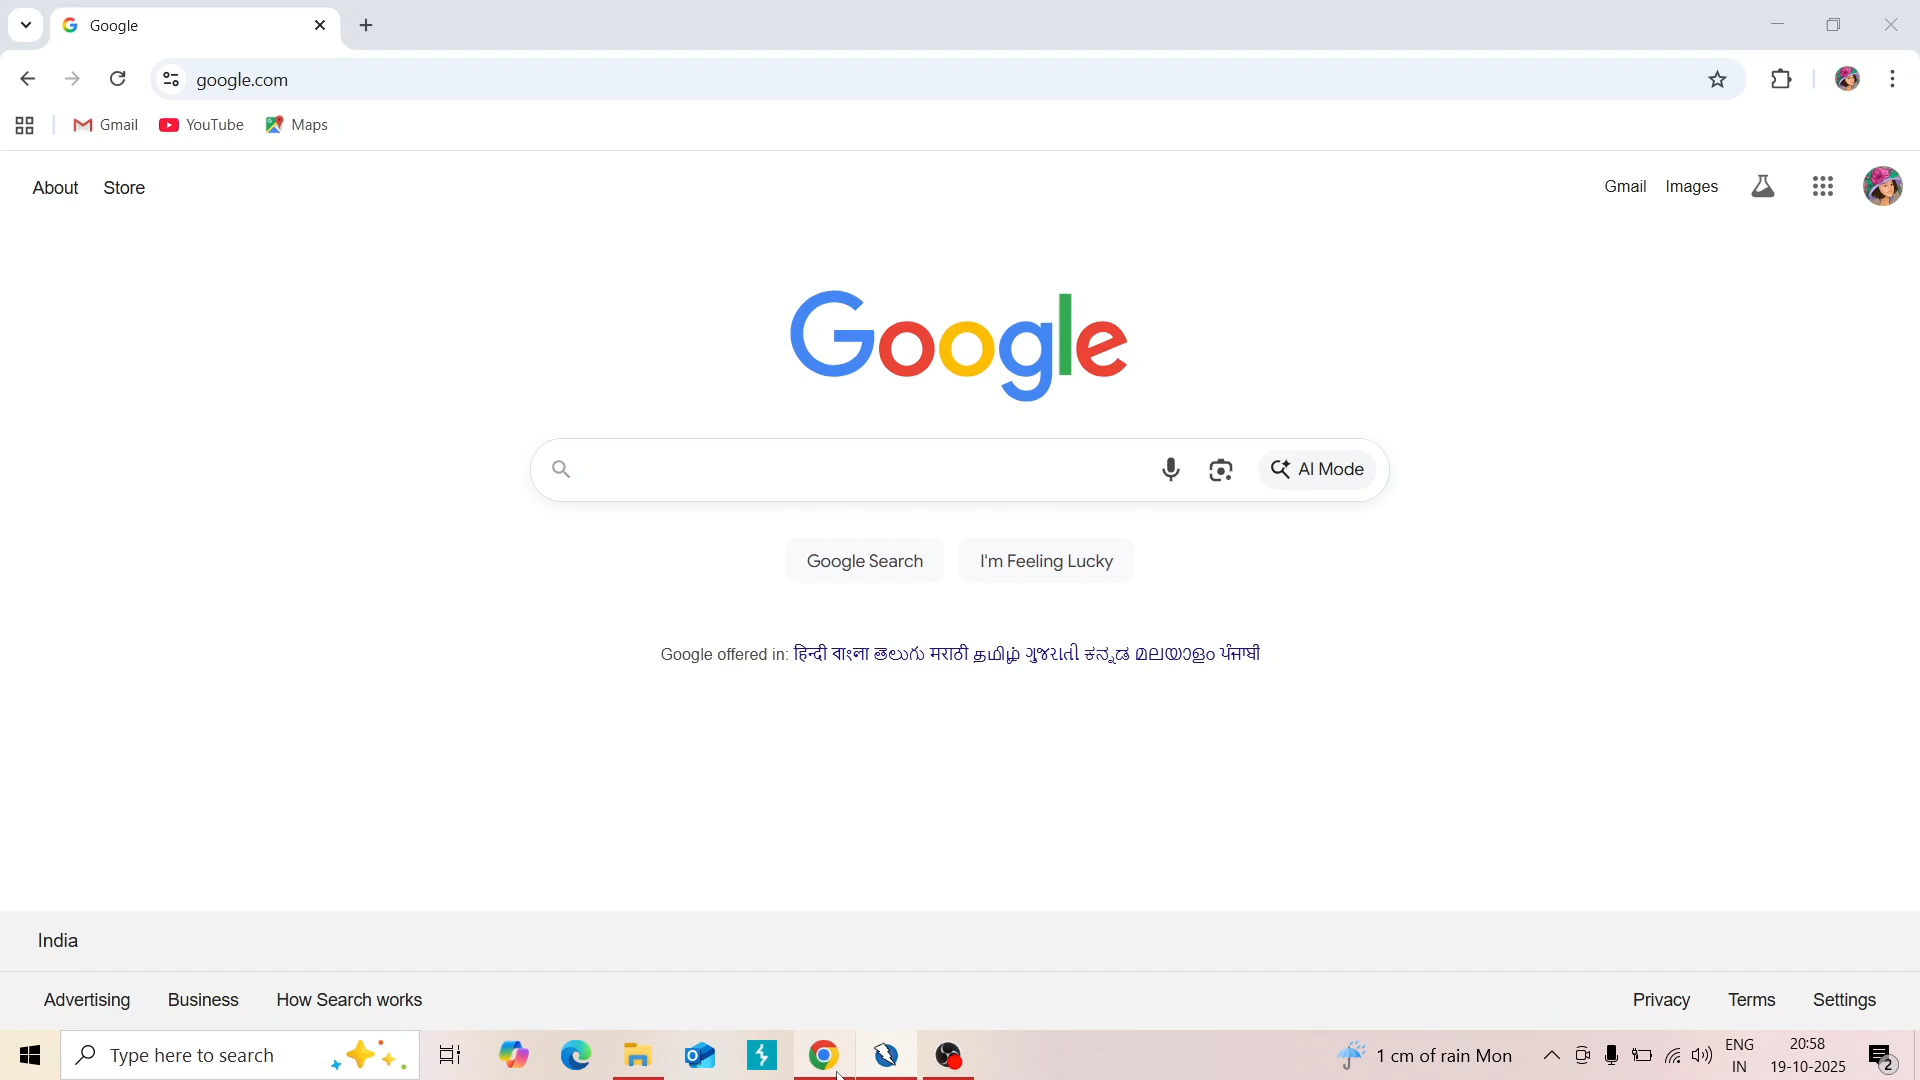 Google
google.com
Gmail YouTube Maps
About Store Gmail Images
Google
AI Mode
Google Search I'm Feeling Lucky
Google offered in: हिन्दी বাংলা తెలుగు मराठी தமிழ் ગુજરાતી ಕನ್ನಡ മലയാളം ਪੰਜਾਬੀ
India
Advertising Business How Search works Privacy Terms Settings
Type here to search
1 cm of rain Mon
ENG
IN
20:58
19-10-2025
2